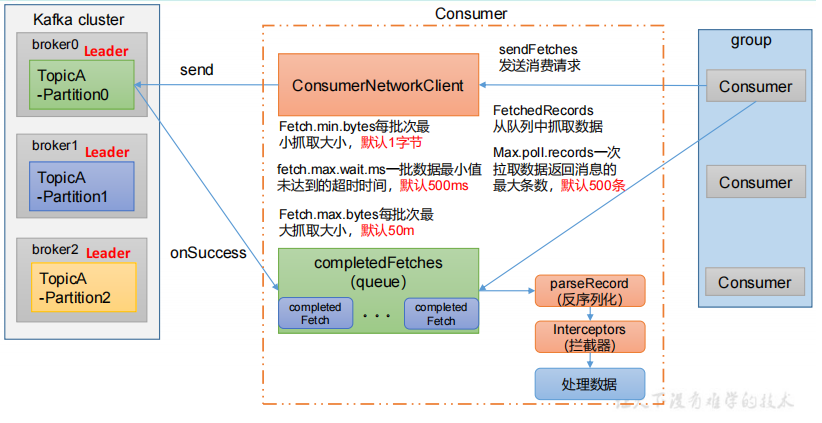 Kafka cluster
broker0
Leader
TopicA
-Partition0
broker1
Leader
TopicA
-Partition1
broker2
Leader
TopicA
-Partition2
send
onSuccess
Consumer
ConsumerNetworkClient
Fetch.min.bytes每批次最
小抓取大小，默认1字节
fetch.max.wait.ms一批数据最小值
未达到的超时时间，默认500ms
Fetch.max.bytes每批次最
大抓取大小，默认50m
sendFetches
发送消费请求
FetchedRecords
从队列中抓取数据
Max.poll.records一次
拉取数据返回消息的
最大条数，默认500条
completedFetches
(queue)
completed
Fetch
· · ·
completed
Fetch
parseRecord
(反序列化)
Interceptors
(拦截器)
处理数据
group
Consumer
Consumer
Consumer
没有难学的技术